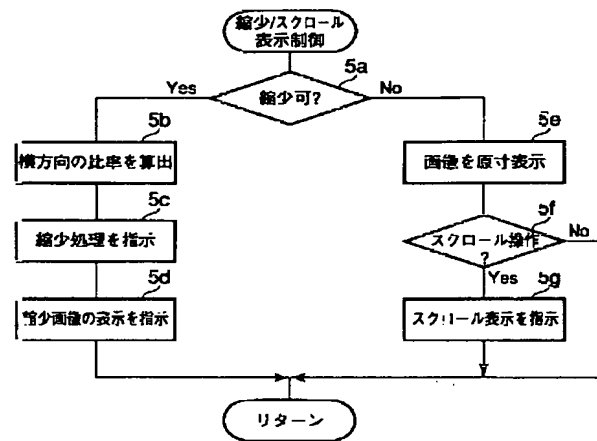 縮少/スクロール
表示制御
5a
縮少可?
Yes
No
5b
横方向の比率を算出
5c
縮少処理を指示
5d
縮少画像の表示を指示
5e
画像を原寸表示
5f
スクロール操作
?
No
Yes
5g
スクロール表示を指示
リターン